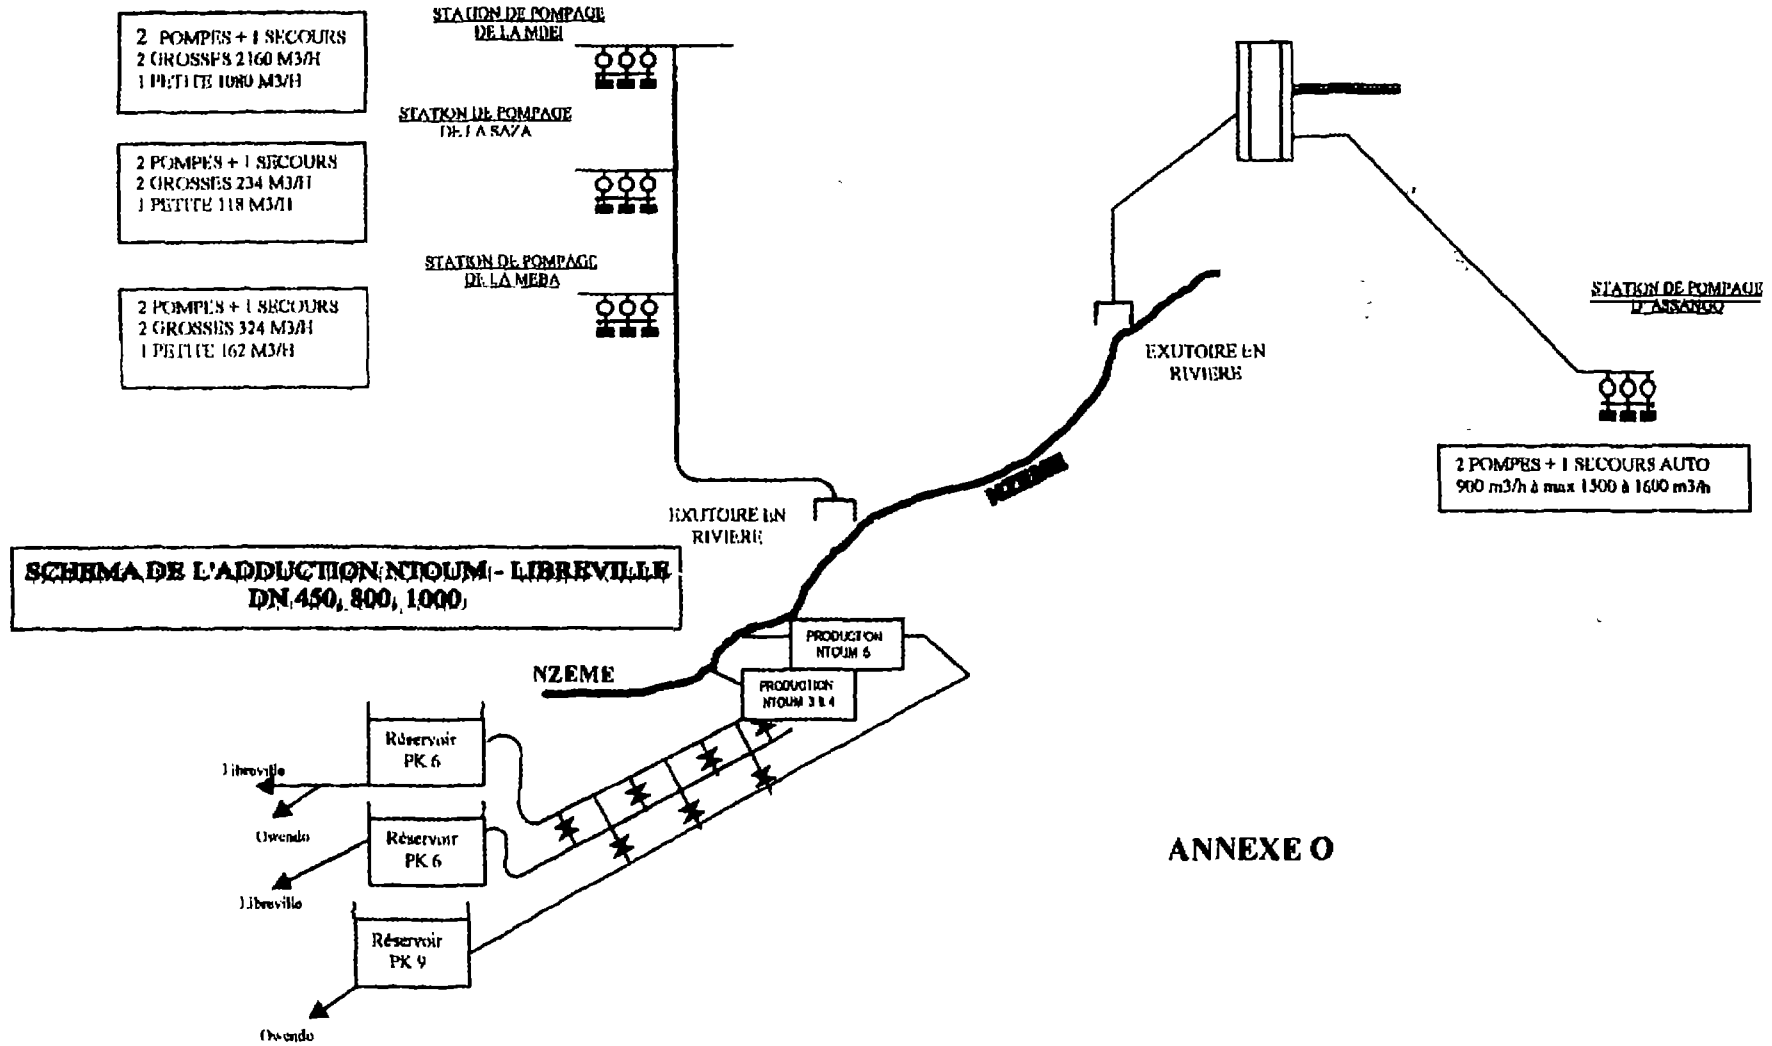 STATION DE POMPAGE
DE LA MBEI
2 POMPES + 1 SECOURS
2 GROSSES 2160 M3/H
1 PETITE 1080 M3/H
STATION DE POMPAGE
DE LA SAZA
2 POMPES + 1 SECOURS
2 GROSSES 234 M3/H
1 PETITE 118 M3/H
STATION DE POMPAGE
DE LA MEBA
2 POMPES + 1 SECOURS
2 GROSSES 324 M3/H
1 PETITE 162 M3/H
STATION DE POMPAGE
D'ASSANGO
EXUTOIRE EN
RIVIERE
2 POMPES + 1 SECOURS AUTO
900 m3/h à max 1500 à 1600 m3/h
EXUTOIRE EN
RIVIERE
SCHEMA DE L'ADDUCTION NTOUM - LIBREVILLE
DN 450, 800, 1000
PRODUCTION
NTOUM 6
NZEME
PRODUCTION
NTOUM 3 & 4
Réservoir
PK 6
Libreville
Owendo
Réservoir
PK 6
Libreville
Réservoir
PK 9
Owendo
ANNEXE O